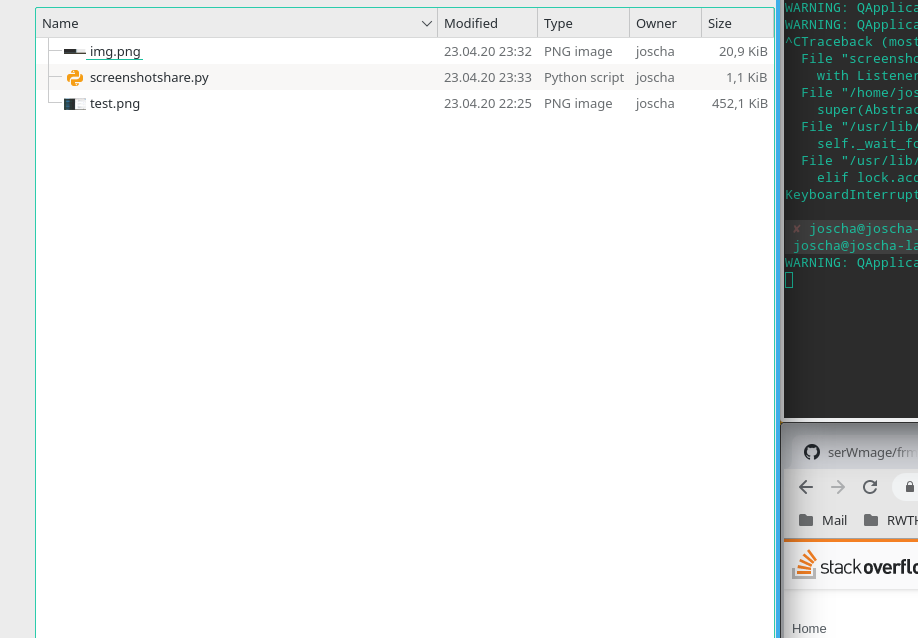 Name Modified Type Owner Size
img.png 23.04.20 23:32 PNG image joscha 20,9 KiB
screenshotshare.py 23.04.20 23:33 Python script joscha 1,1 KiB
test.png 23.04.20 22:25 PNG image joscha 452,1 KiB
WARNING: QApplica
WARNING: QApplica
^CTraceback (most
File "screensho
with Listener
File "/home/jos
super(Abstrac
File "/usr/lib/
self._wait_fo
File "/usr/lib/
elif lock.acq
KeyboardInterrupt
✘ joscha@joscha-
joscha@joscha-la
WARNING: QApplica
serWmage/frm
Mail RWTH
stackoverflo
Home